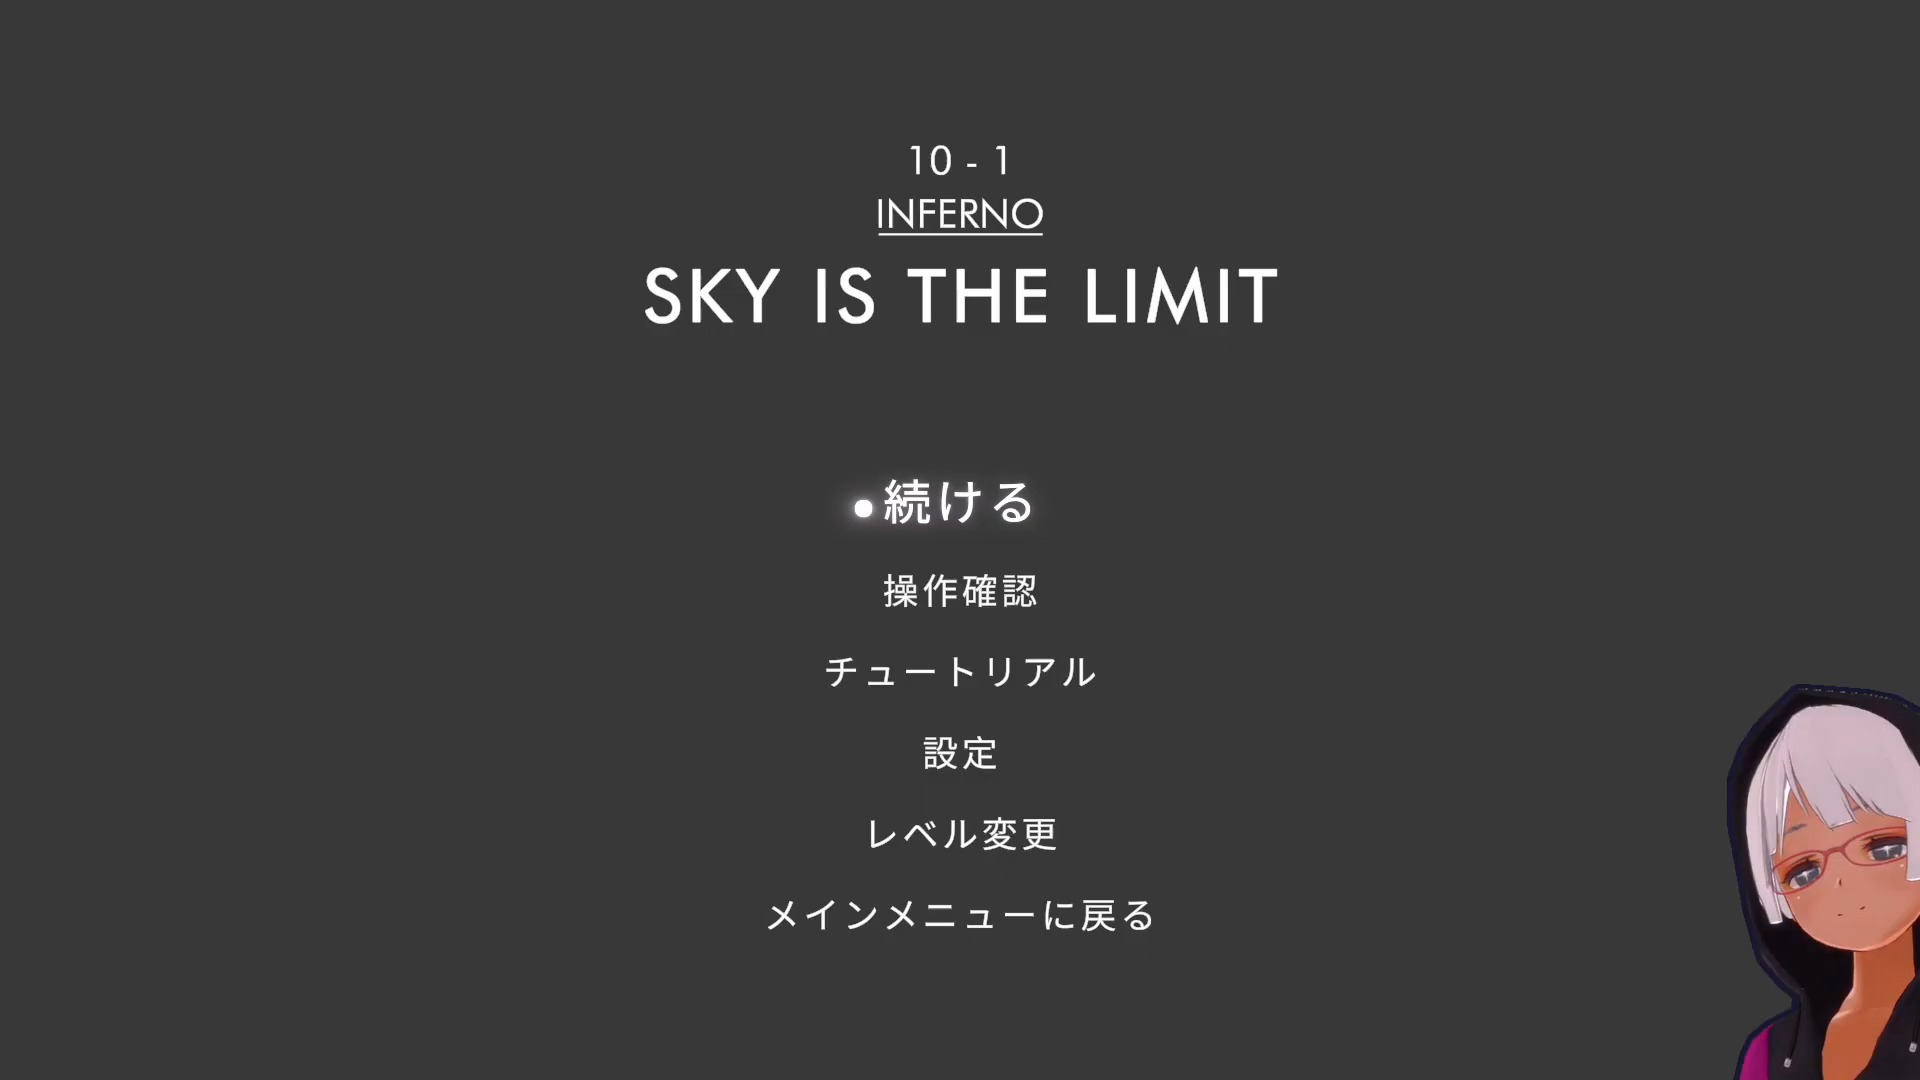 10 - 1
INFERNO
SKY IS THE LIMIT
続ける
操作確認
チュートリアル
設定
レベル変更
メインメニューに戻る